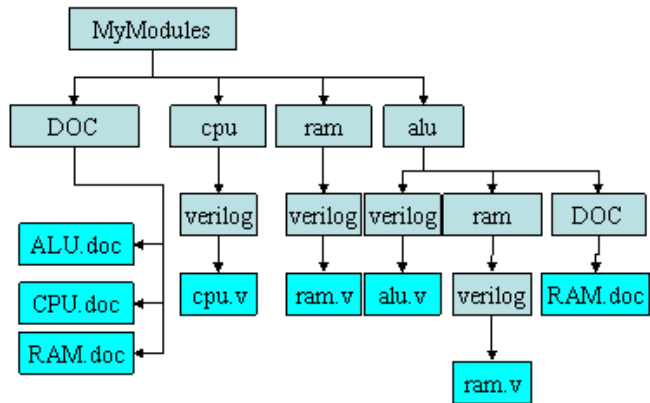 MyModules
DOC
cpu
ram
alu
verilog
verilog
verilog
ram
DOC
ALU.doc
cpu.v
ram.v
alu.v
verilog
RAM.doc
CPU.doc
RAM.doc
ram.v